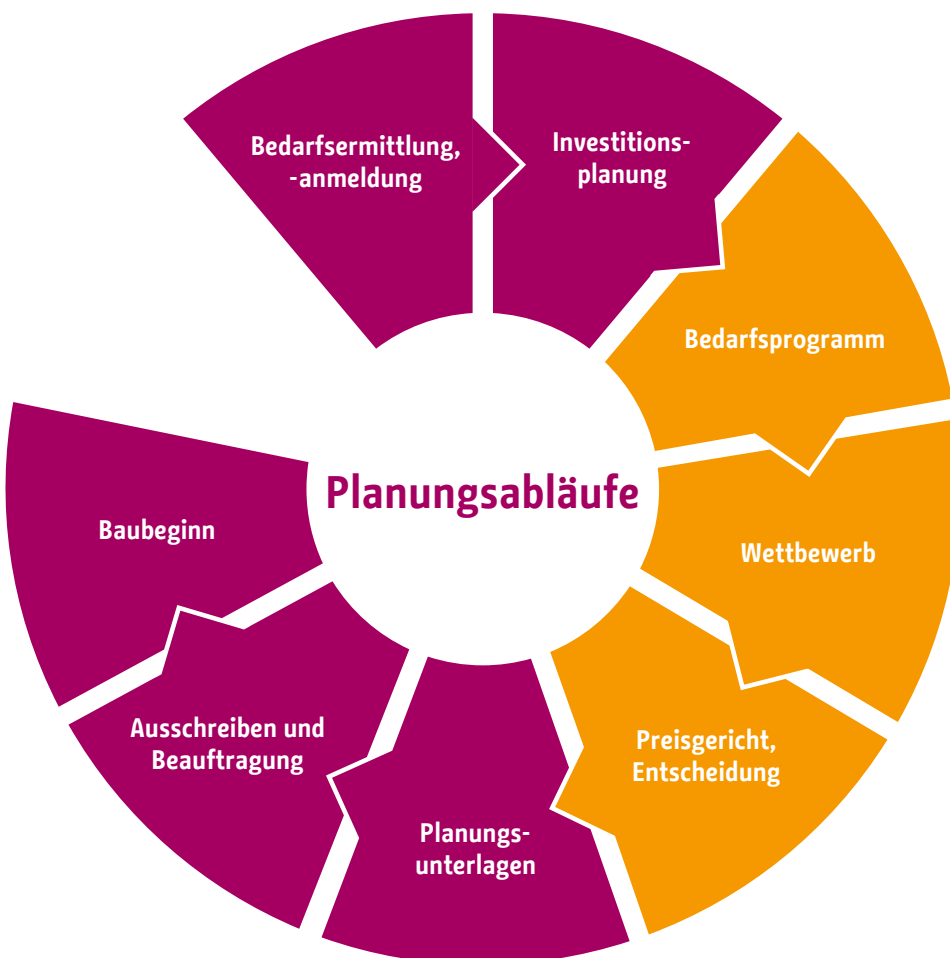 Bedarfsermittlung,
-anmeldung
Investitions-
planung
Bedarfsprogramm
Wettbewerb
Preisgericht,
Entscheidung
Planungs-
unterlagen
Ausschreiben und
Beauftragung
Baubeginn
Planungsabläufe